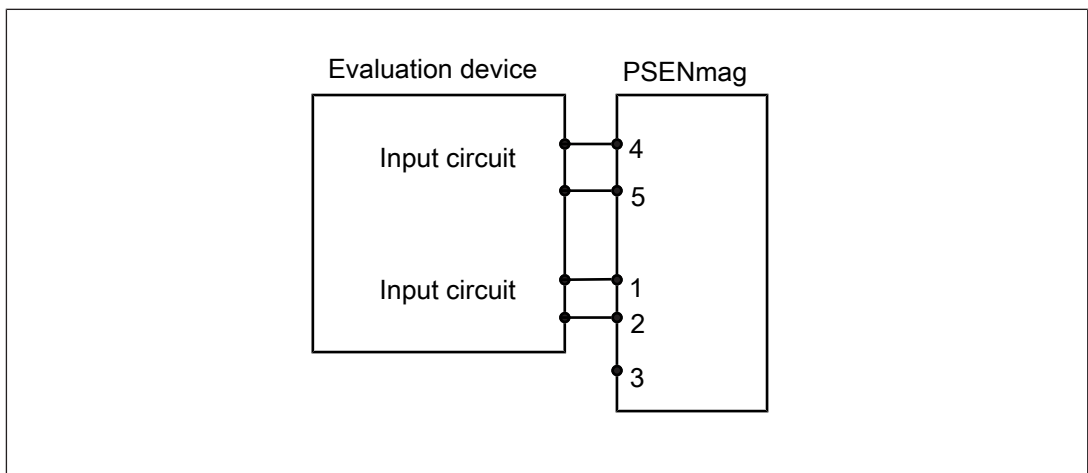 Evaluation device
PSENmag
Input circuit
4
5
Input circuit
1
2
3